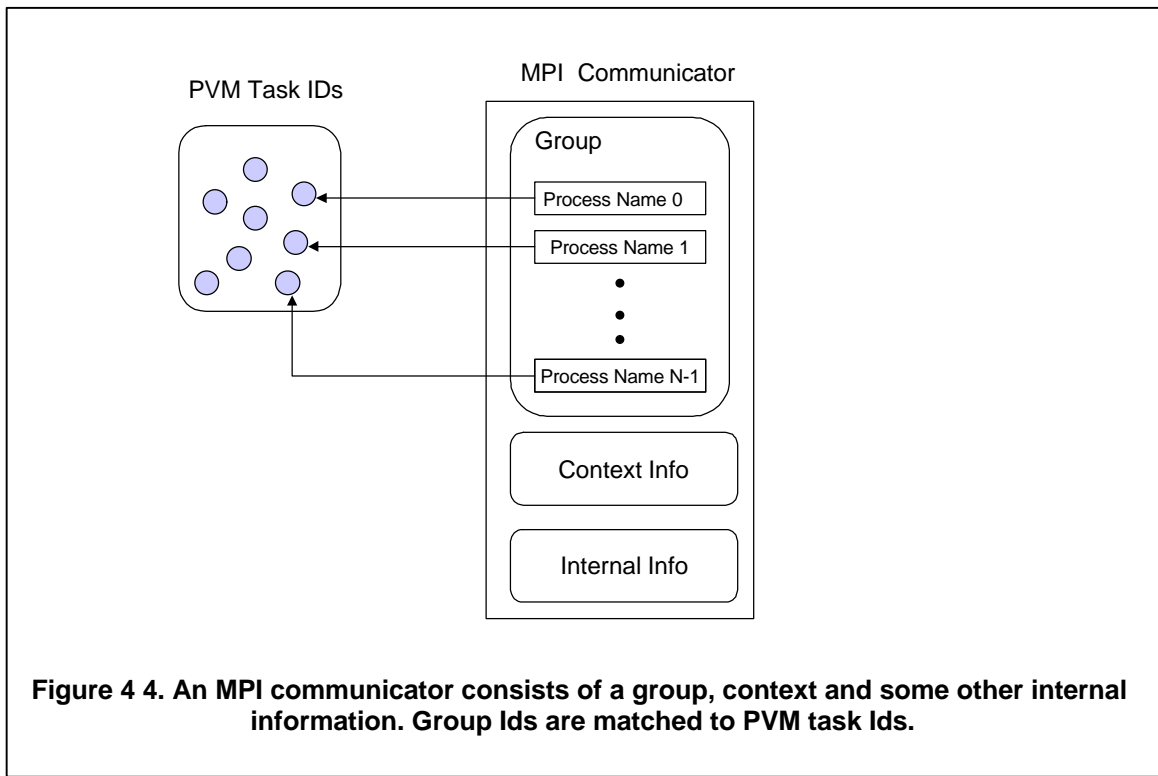 MPI Communicator
PVM Task IDs
Group
Process Name 0
Process Name 1
Process Name N-1
Context Info
Internal Info
Figure 4 4. An MPI communicator consists of a group, context and some other internal
information. Group Ids are matched to PVM task Ids.